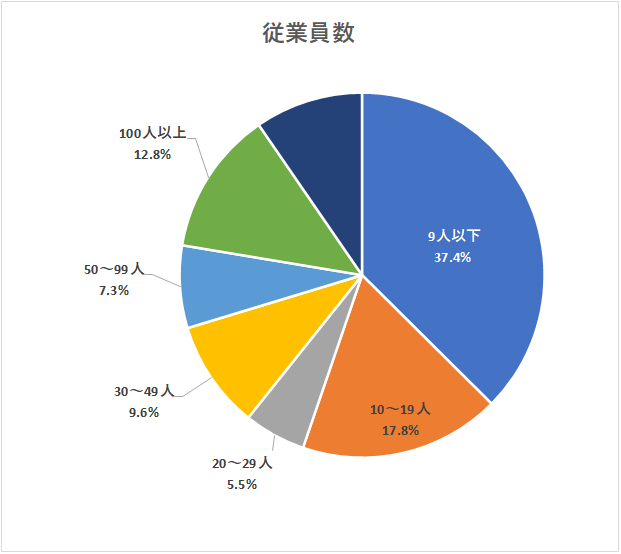 従業員数
9人以下
37.4%
10～19人
17.8%
20～29人
5.5%
30～49人
9.6%
50～99人
7.3%
100人以上
12.8%